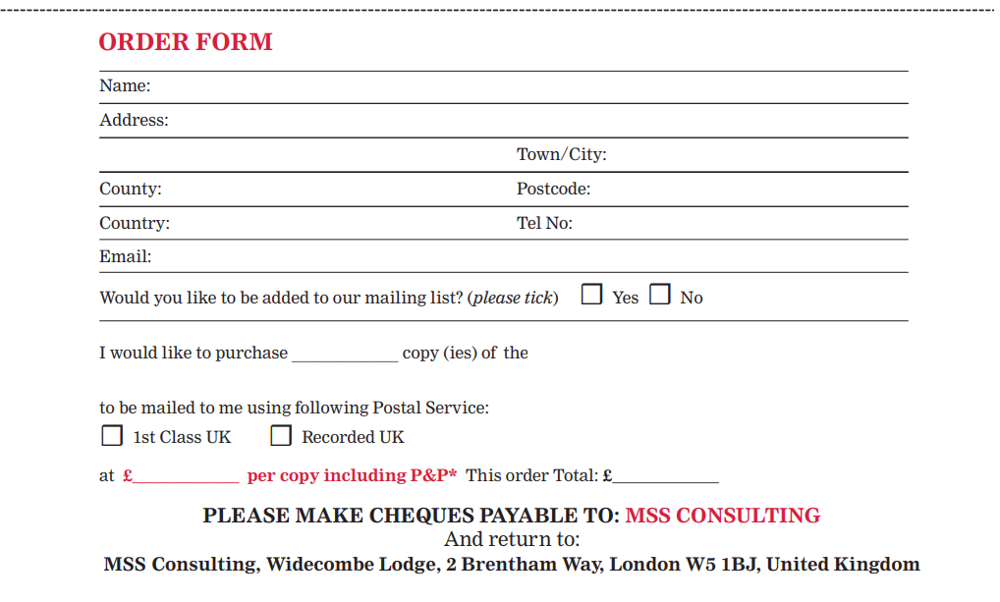 ORDER FORM
Name:
Address:
Town/City:
County: Postcode:
Country: Tel No:
Email:
Would you like to be added to our mailing list? (please tick) ❒ Yes ❒ No
I would like to purchase ____________ copy (ies) of the
to be mailed to me using following Postal Service:
❒ 1st Class UK ❒ Recorded UK
at £____________ per copy including P&P* This order Total: £____________
PLEASE MAKE CHEQUES PAYABLE TO: MSS CONSULTING
And return to:
MSS Consulting, Widecombe Lodge, 2 Brentham Way, London W5 1BJ, United Kingdom